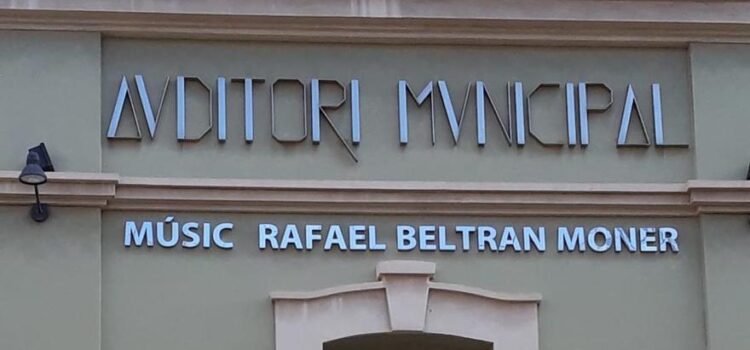 AVDITORI MVNICIPAL
MÚSIC RAFAEL BELTRAN MONER